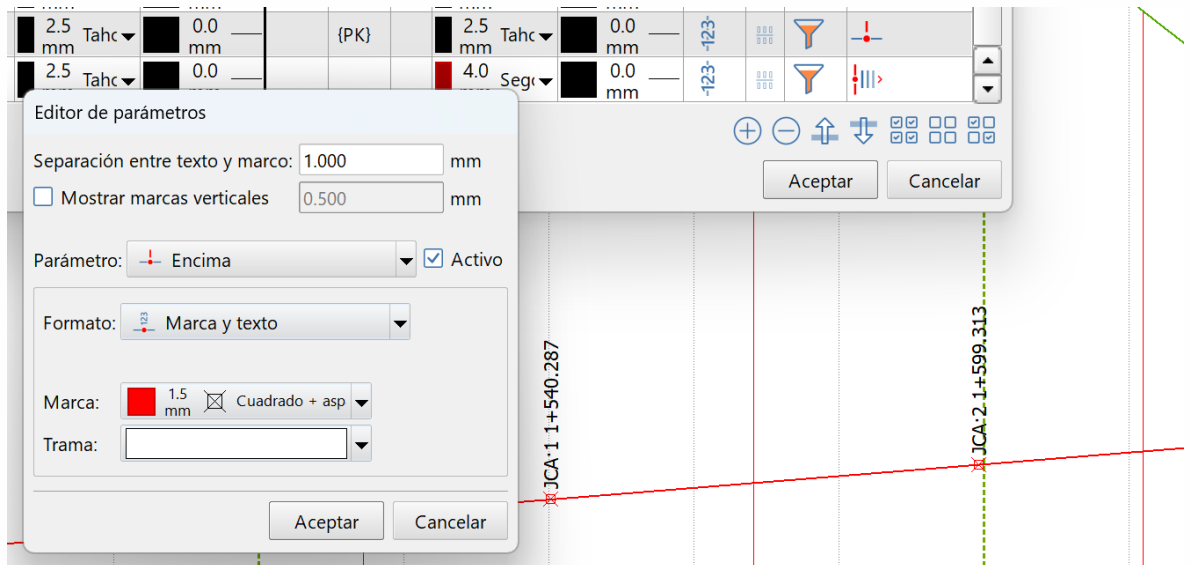 2.5 mm Tahc 0.0 mm {PK} 2.5 mm Tahc 0.0 mm -123-
2.5 Tahc 0.0 4.0 Sego 0.0 mm -123-
Editor de parámetros
Separación entre texto y marco: 1.000 mm
Mostrar marcas verticales 0.500 mm
Parámetro: Encima Activo
Formato: 123 Marca y texto
Marca: 1.5 mm Cuadrado + asp
Trama:
Aceptar Cancelar
Aceptar Cancelar
JCA·1 1+540.287
JCA·2 1+599.313